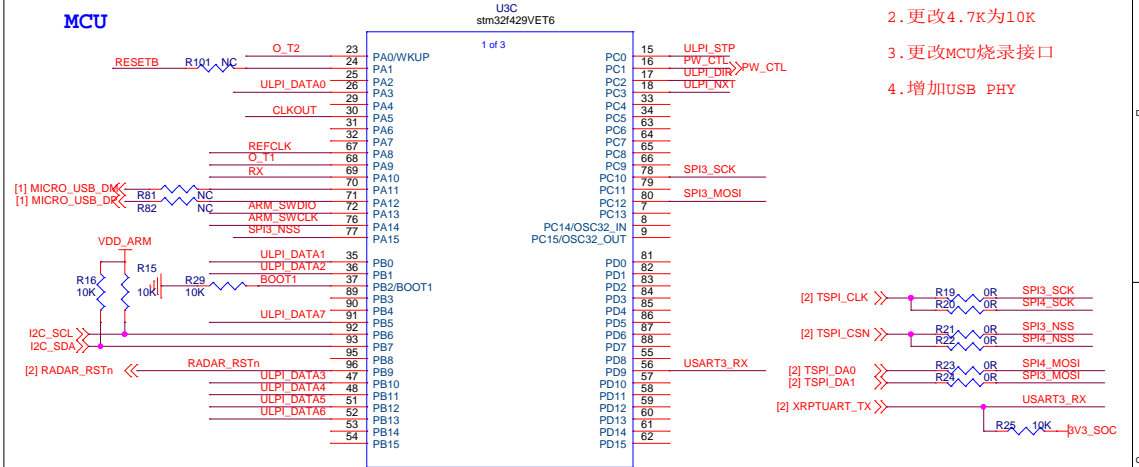 MCU
U3C
stm32f429VET6
1 of 3
2.更改4.7K为10K
3.更改MCU烧录接口
4.增加USB PHY
O_T2 23 PA0/WKUP
RESETB R101 NC 24 PA1
25 PA2
ULPI_DATA0 26 PA3
29 PA4
CLKOUT 30 PA5
31 PA6
32 PA7
REFCLK 67 PA8
O_T1 68 PA9
RX 69 PA10
[1] MICRO_USB_DM R81 NC 70 PA11
[1] MICRO_USB_DP R82 NC 71 PA12
ARM_SWDIO 72 PA13
ARM_SWCLK 76 PA14
SPI3_NSS 77 PA15
VDD_ARM
R16 10K
R15 10K
R29 10K
ULPI_DATA1 35 PB0
ULPI_DATA2 36 PB1
BOOT1 37 PB2/BOOT1
89 PB3
90 PB4
ULPI_DATA7 91 PB5
I2C_SCL 92 PB6
I2C_SDA 93 PB7
95 PB8
[2] RADAR_RSTn RADAR_RSTn 96 PB9
ULPI_DATA3 47 PB10
ULPI_DATA4 48 PB11
ULPI_DATA5 51 PB12
ULPI_DATA6 52 PB13
53 PB14
54 PB15
PC0 15 ULPI_STP
PC1 16 PW_CTL PW_CTL
PC2 17 ULPI_DIR
PC3 18 ULPI_NXT
PC4 33
PC5 34
PC6 63
PC7 64
PC8 65
PC9 66
PC10 78 SPI3_SCK
PC11 79
PC12 80 SPI3_MOSI
PC13 7
PC14/OSC32_IN 8
PC15/OSC32_OUT 9
PD0 81
PD1 82
PD2 83
PD3 84
PD4 85
PD5 86
PD6 87
PD7 88
PD8 55
PD9 56 USART3_RX
PD10 57
PD11 58
PD12 59
PD13 60
PD14 61
PD15 62
[2] TSPI_CLK R19 0R SPI3_SCK
R20 0R SPI4_SCK
[2] TSPI_CSN R21 0R SPI3_NSS
R22 0R SPI4_NSS
[2] TSPI_DA0 R23 0R SPI4_MOSI
[2] TSPI_DA1 R24 0R SPI3_MOSI
[2] XRPTUART_TX USART3_RX
R25 10K 3V3_SOC
D
C